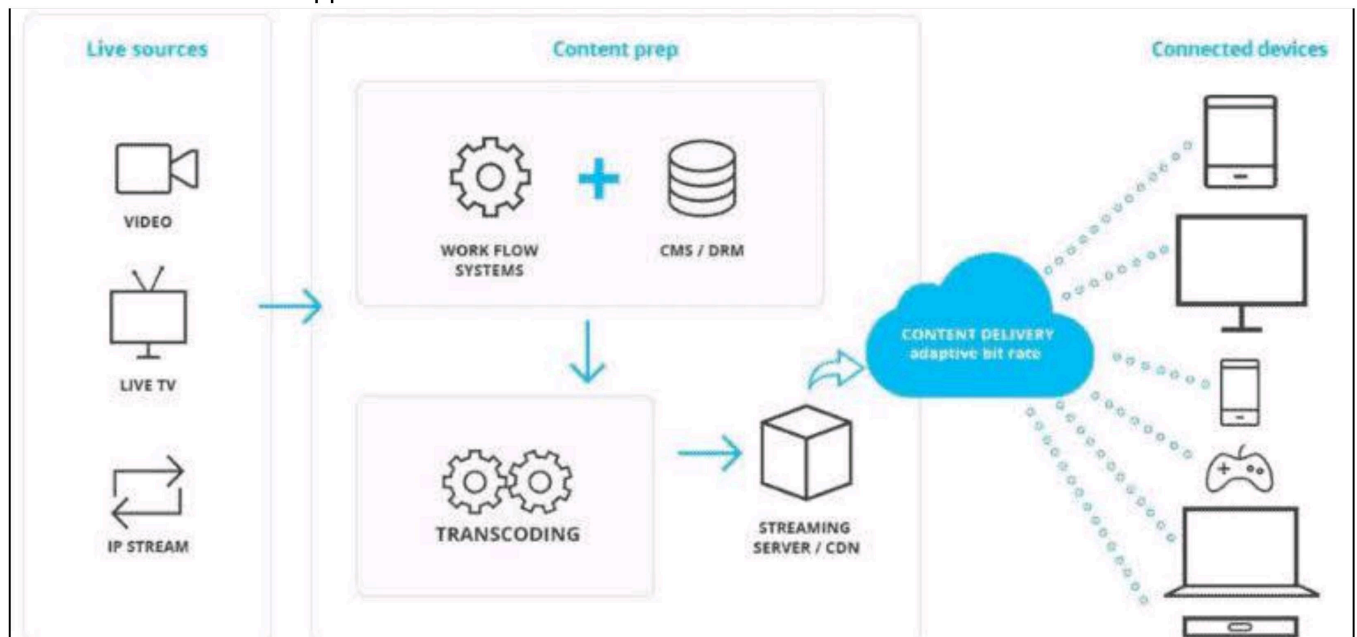 Live sources
Content prep
Connected devices
VIDEO
LIVE TV
IP STREAM
WORK FLOW
SYSTEMS
CMS / DRM
TRANSCODING
STREAMING
SERVER / CDN
CONTENT DELIVERY
adaptive bit rate